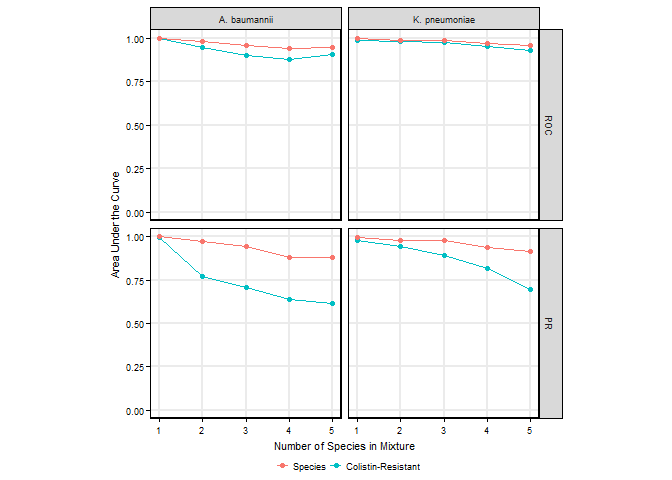 A. baumannii
K. pneumoniae
1.00
0.75
0.50
0.25
0.00
ROC
Area Under the Curve
1.00
0.75
0.50
0.25
0.00
PR
1
2
3
4
5
1
2
3
4
5
Number of Species in Mixture
Species
Colistin-Resistant